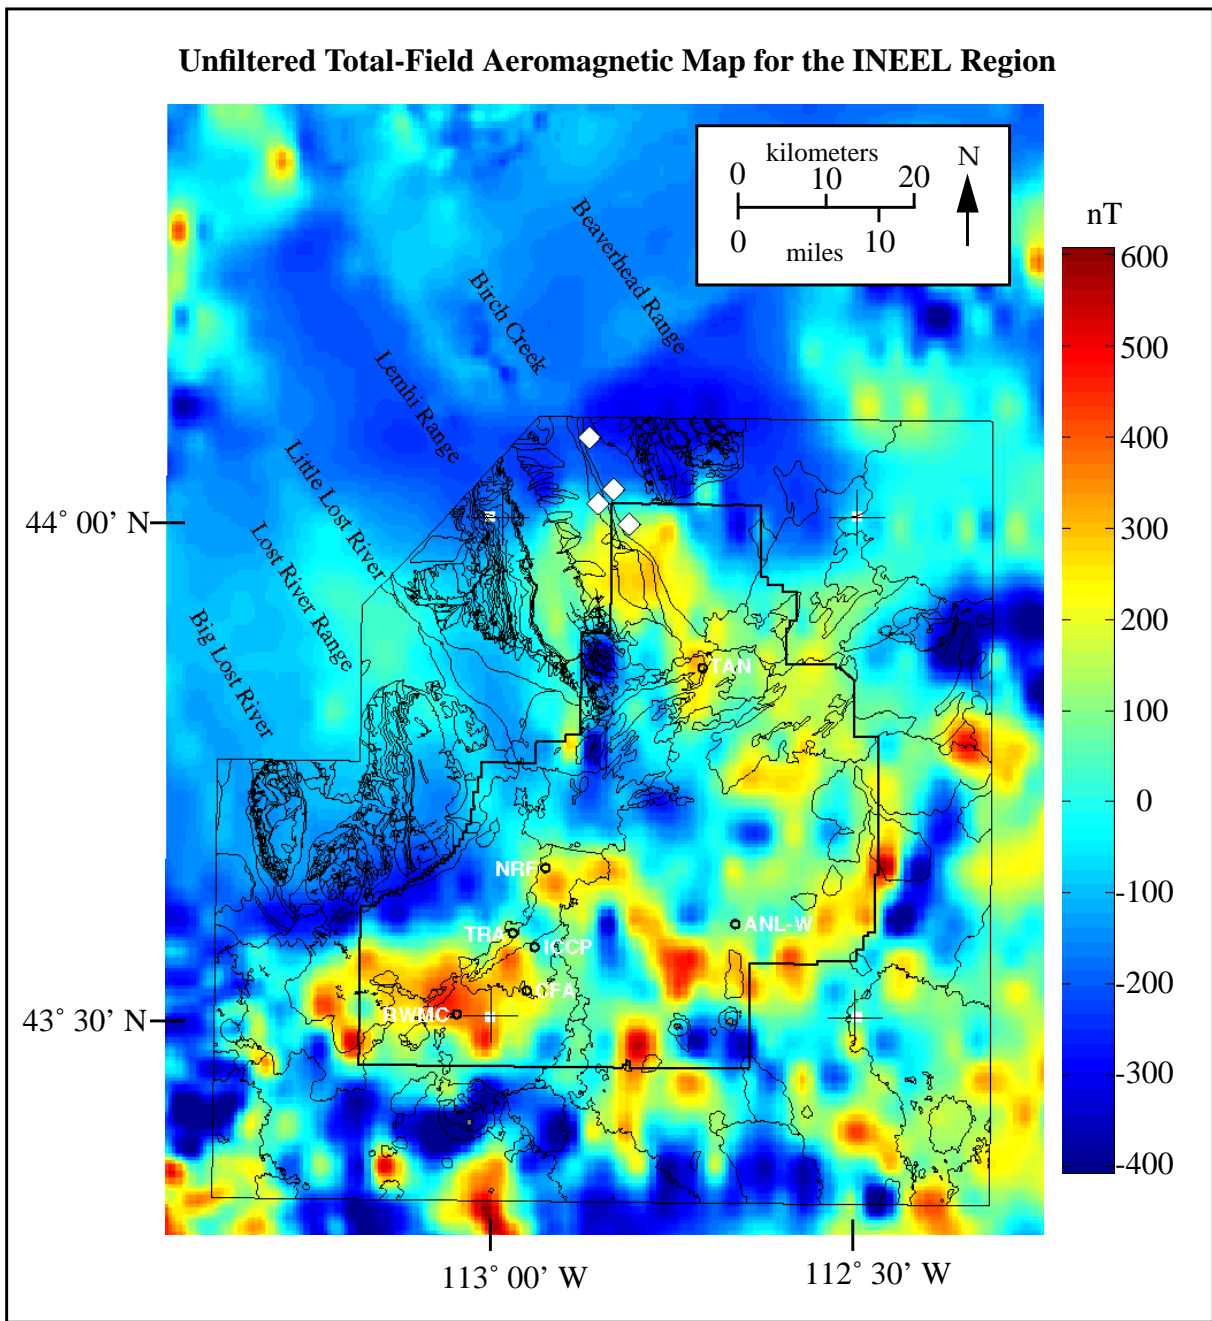 Unfiltered Total-Field Aeromagnetic Map for the INEEL Region
kilometers
N
0 10 20
0 miles 10
nT
600
500
400
300
200
100
0
-100
-200
-300
-400
Beaverhead Range
Birch Creek
Lemhi Range
Little Lost River
Lost River Range
Big Lost River
44° 00' N
43° 30' N
TAN
NRF
ANL-W
TRA
ICCP
CFA
RWMC
113° 00' W
112° 30' W